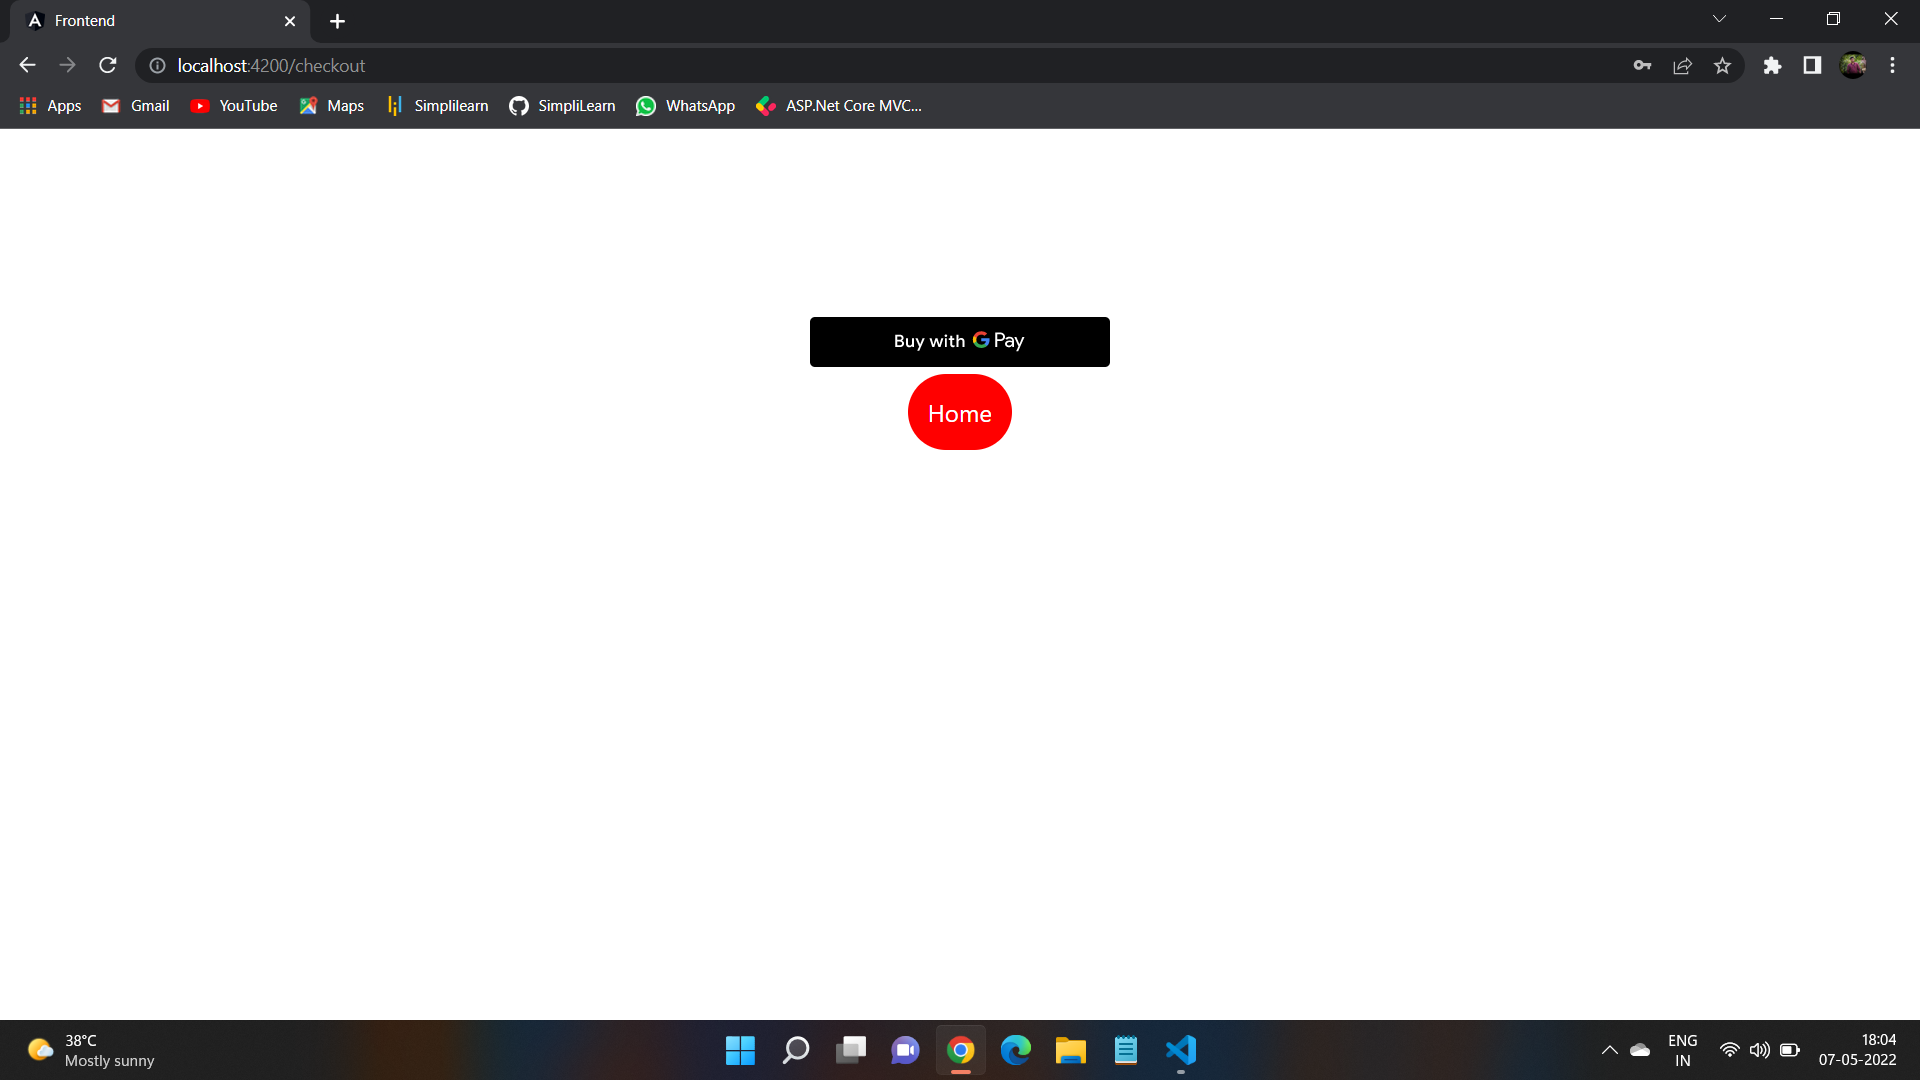 Frontend
localhost:4200/checkout
Apps Gmail YouTube Maps Simplilearn SimpliLearn WhatsApp ASP.Net Core MVC...
Buy with G Pay
Home
38°C
Mostly sunny
ENG
IN
18:04
07-05-2022